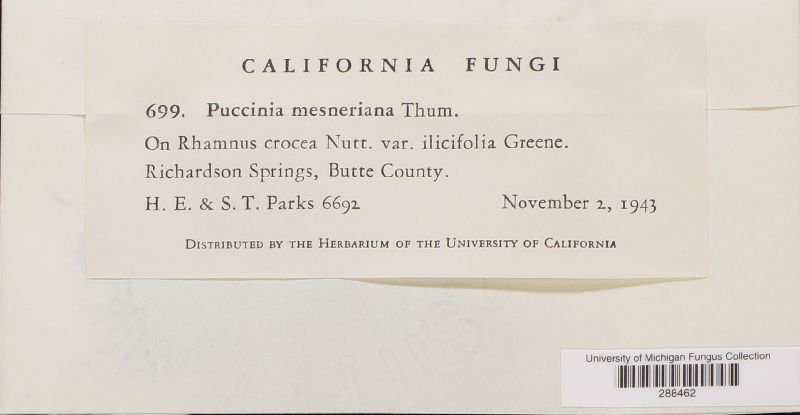 CALIFORNIA FUNGI
699. Puccinia mesneriana Thum.
On Rhamnus crocea Nutt. var. ilicifolia Greene.
Richardson Springs, Butte County.
H. E. & S. T. Parks 6692 November 2, 1943
DISTRIBUTED BY THE HERBARIUM OF THE UNIVERSITY OF CALIFORNIA
University of Michigan Fungus Collection
288462